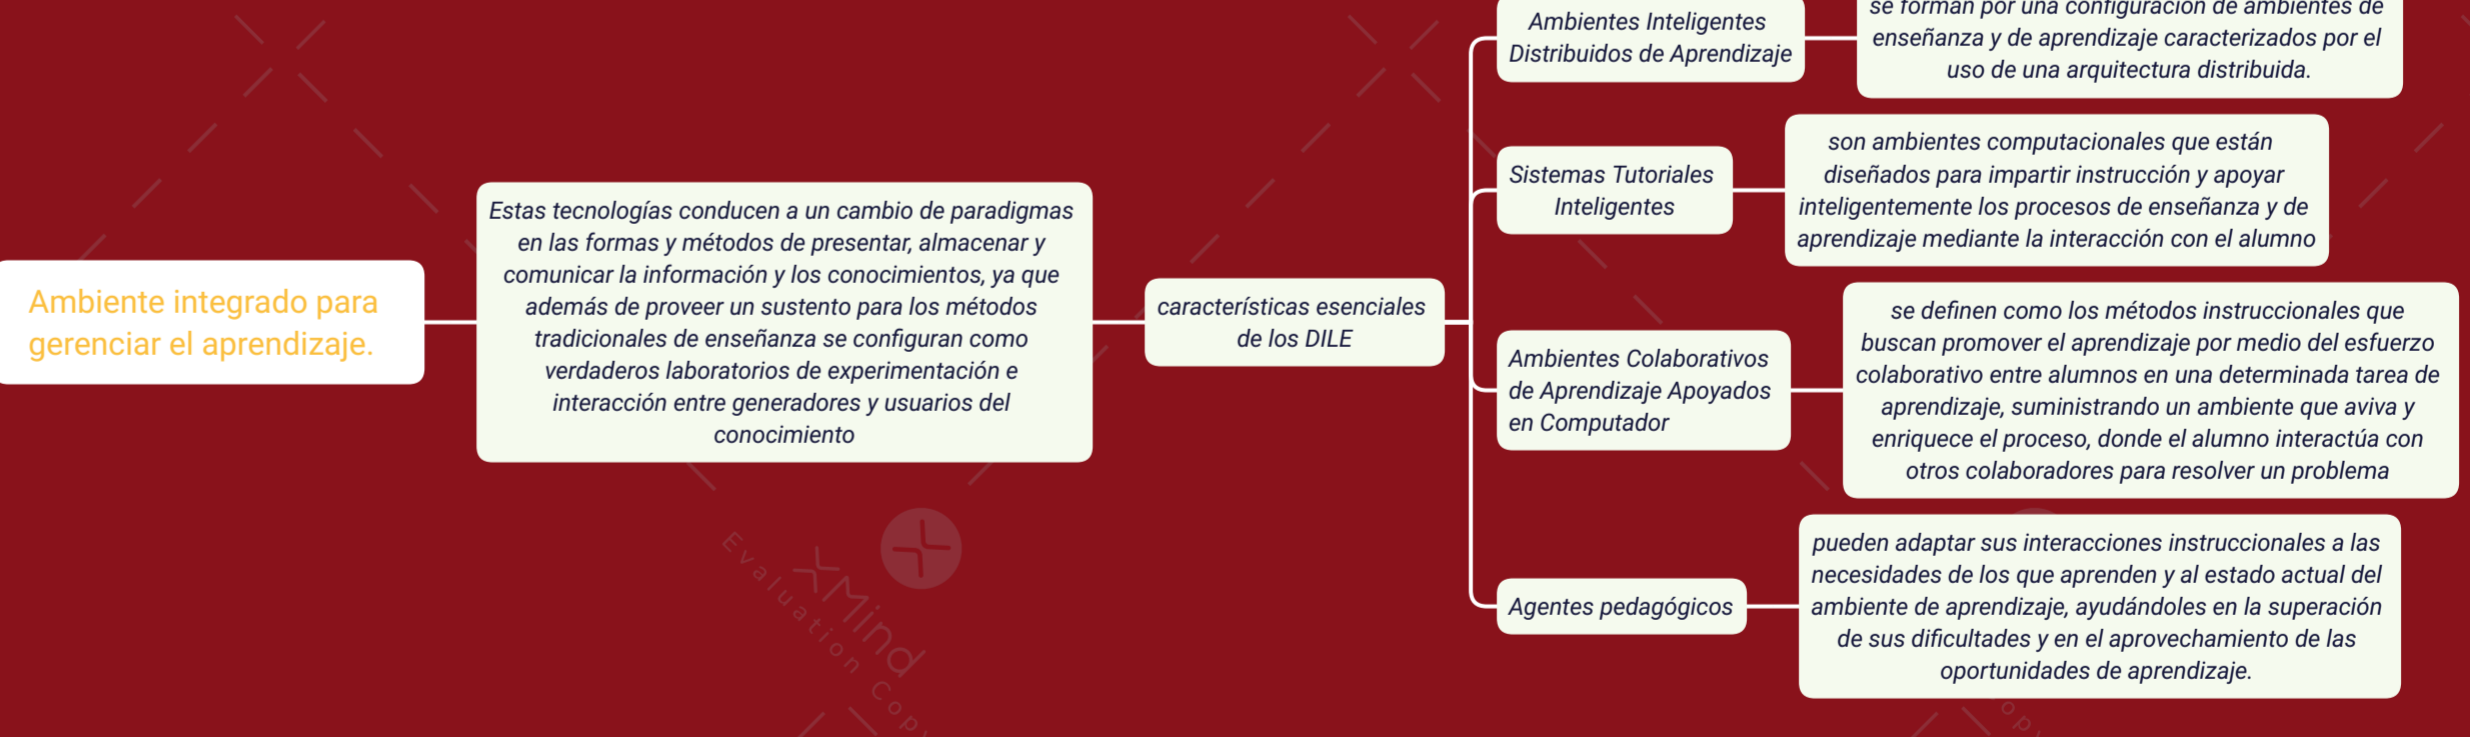 Ambiente integrado para
gerenciar el aprendizaje.
Estas tecnologías conducen a un cambio de paradigmas
en las formas y métodos de presentar, almacenar y
comunicar la información y los conocimientos, ya que
además de proveer un sustento para los métodos
tradicionales de enseñanza se configuran como
verdaderos laboratorios de experimentación e
interacción entre generadores y usuarios del
conocimiento
características esenciales
de los DILE
Ambientes Inteligentes
Distribuidos de Aprendizaje
se forman por una configuración de ambientes de
enseñanza y de aprendizaje caracterizados por el
uso de una arquitectura distribuida.
Sistemas Tutoriales
Inteligentes
son ambientes computacionales que están
diseñados para impartir instrucción y apoyar
inteligentemente los procesos de enseñanza y de
aprendizaje mediante la interacción con el alumno
Ambientes Colaborativos
de Aprendizaje Apoyados
en Computador
se definen como los métodos instruccionales que
buscan promover el aprendizaje por medio del esfuerzo
colaborativo entre alumnos en una determinada tarea de
aprendizaje, suministrando un ambiente que aviva y
enriquece el proceso, donde el alumno interactúa con
otros colaboradores para resolver un problema
Agentes pedagógicos
pueden adaptar sus interacciones instruccionales a las
necesidades de los que aprenden y al estado actual del
ambiente de aprendizaje, ayudándoles en la superación
de sus dificultades y en el aprovechamiento de las
oportunidades de aprendizaje.
XMind
Evaluation Copy